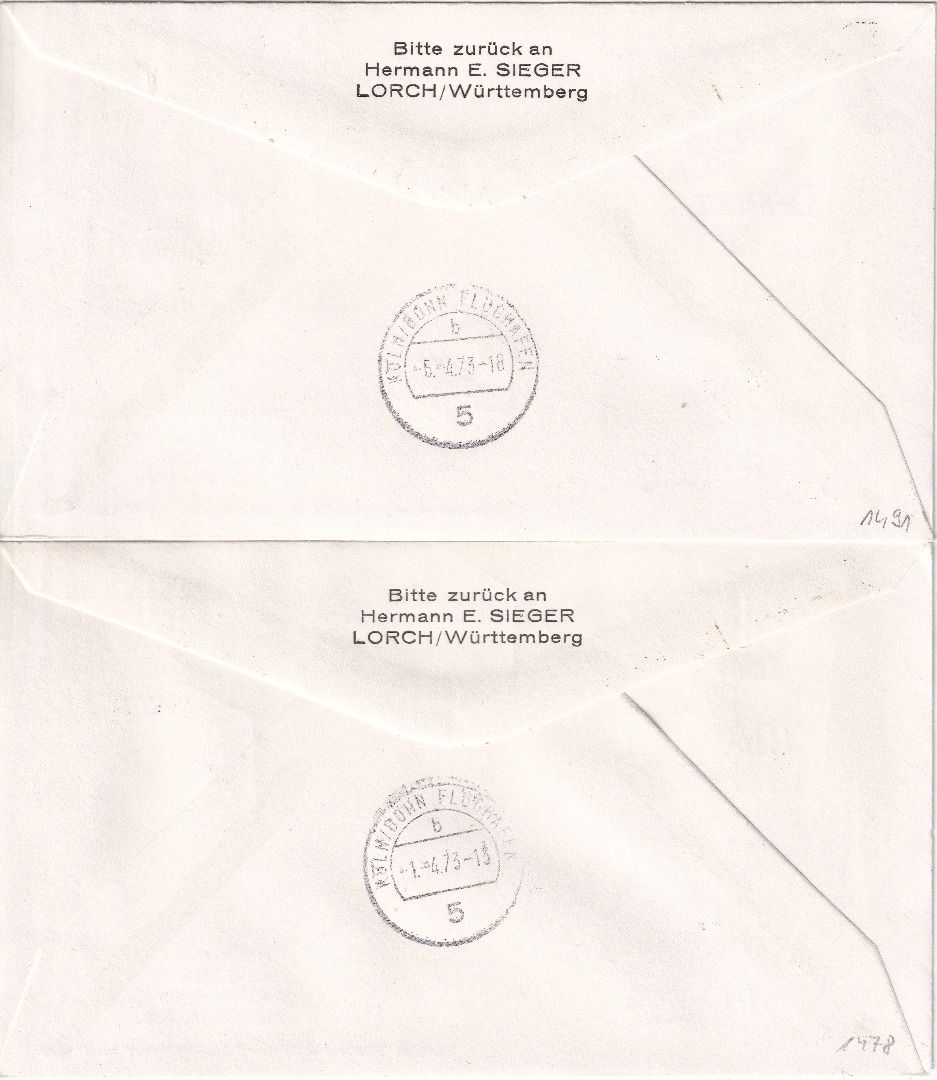 Bitte zurück an
Hermann E. SIEGER
LORCH/Württemberg
KÖLN/BONN FLUGHAFEN
b
-5.-4.73-18
5
1491
Bitte zurück an
Hermann E. SIEGER
LORCH/Württemberg
KÖLN/BONN FLUGHAFEN
b
-1.-4.73-13
5
1478